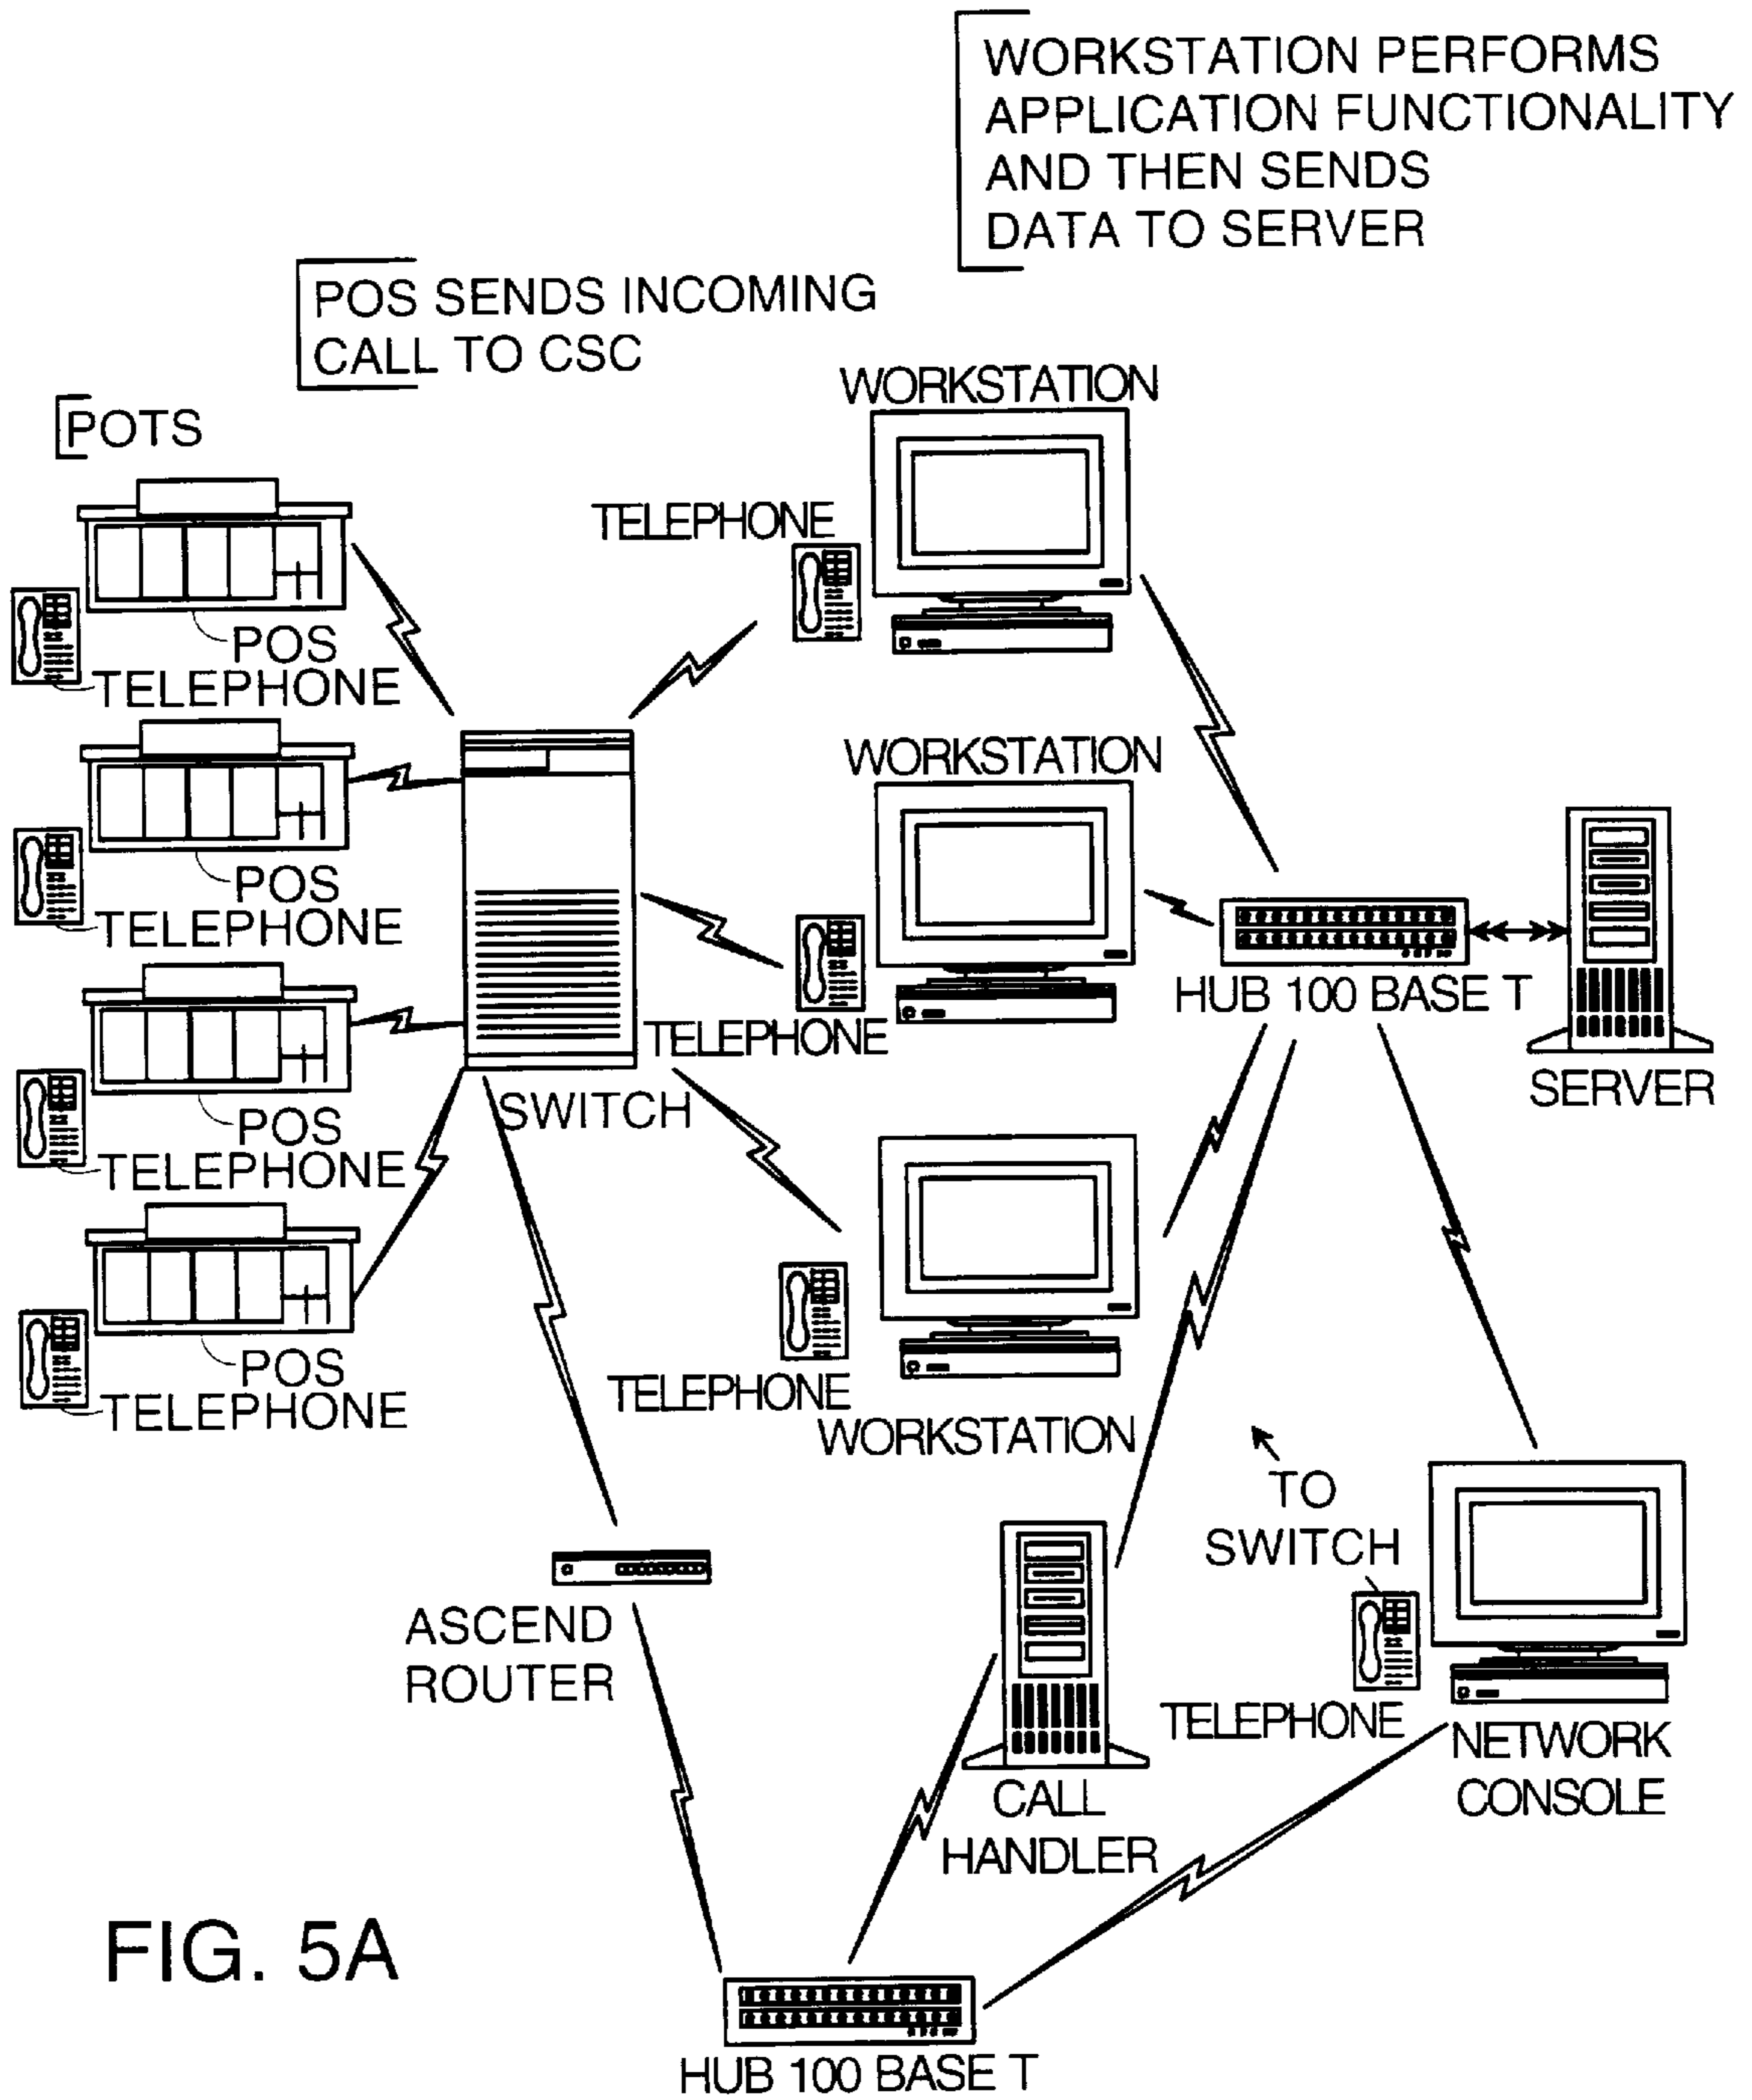 WORKSTATION PERFORMS
APPLICATION FUNCTIONALITY
AND THEN SENDS
DATA TO SERVER
POS SENDS INCOMING
CALL TO CSC
POTS
WORKSTATION
TELEPHONE
POS
TELEPHONE
WORKSTATION
POS
TELEPHONE
HUB 100 BASE T
TELEPHONE
SERVER
SWITCH
POS
TELEPHONE
POS
TELEPHONE
TELEPHONE
WORKSTATION
TO
SWITCH
ASCEND
ROUTER
TELEPHONE
NETWORK
CONSOLE
CALL
HANDLER
FIG. 5A
HUB 100 BASE T